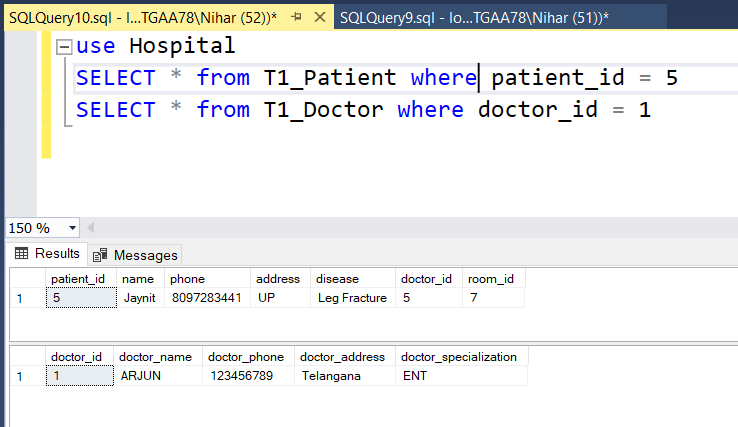 SQLQuery10.sql - l...TGAA78\Nihar (52))* SQLQuery9.sql - lo...TGAA78\Nihar (51))*
use Hospital
SELECT * from T1_Patient where patient_id = 5
SELECT * from T1_Doctor where doctor_id = 1
150 %
Results Messages
patient_id name phone address disease doctor_id room_id
1 5 Jaynit 8097283441 UP Leg Fracture 5 7
doctor_id doctor_name doctor_phone doctor_address doctor_specialization
1 1 ARJUN 123456789 Telangana ENT